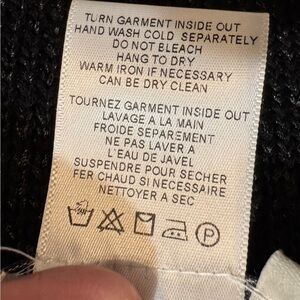 TURN GARMENT INSIDE OUT
HAND WASH COLD SEPARATELY
DO NOT BLEACH
HANG TO DRY
WARM IRON IF NECESSARY
CAN BE DRY CLEAN
TOURNEZ GARMENT INSIDE OUT
LAVAGE A LA MAIN
FROIDE SEPAREMENT
NE PAS LAVER A
L'EAU DE JAVEL
SUSPENDRE POUR SECHER
FER CHAUD SI NECESSAIRE
NETTOYER A SEC
P